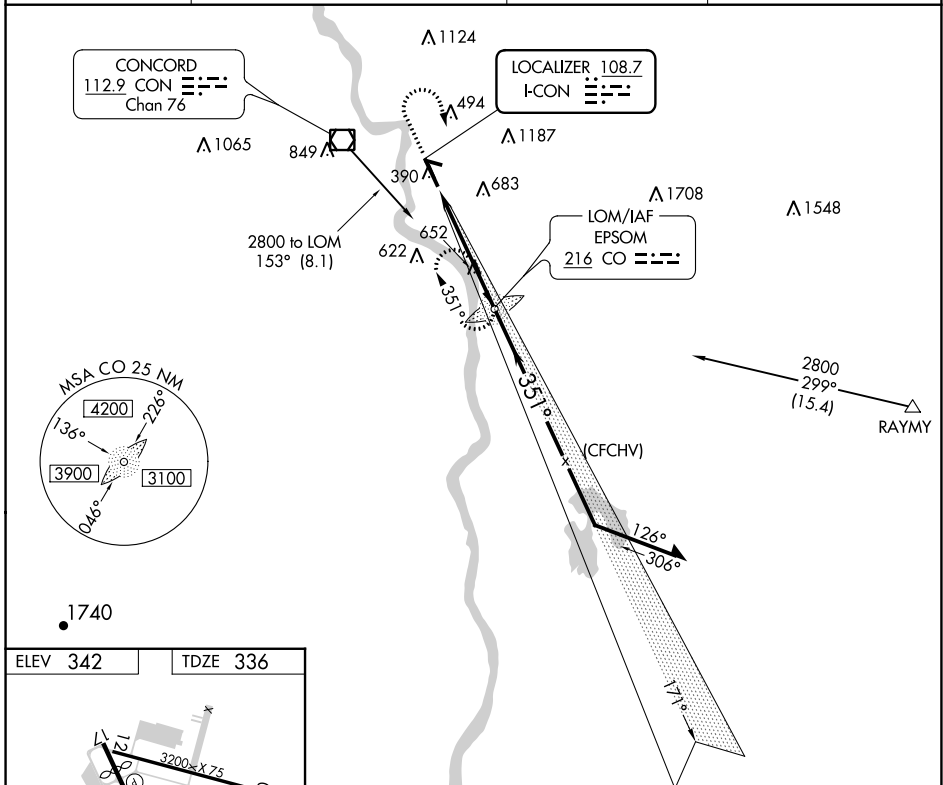 1124
CONCORD
112.9 CON
Chan 76
LOCALIZER 108.7
I-CON
494
1187
1065
849
390
683
1708
1548
LOM/IAF
EPSOM
216 CO
2800 to LOM
153° (8.1)
652
622
351°
351°
2800
299°
(15.4)
RAYMY
MSA CO 25 NM
4200
226°
136°
3900
3100
046°
(CFCHV)
126°
306°
1740
171°
ELEV 342
TDZE 336
17
12
3200 X 75
A